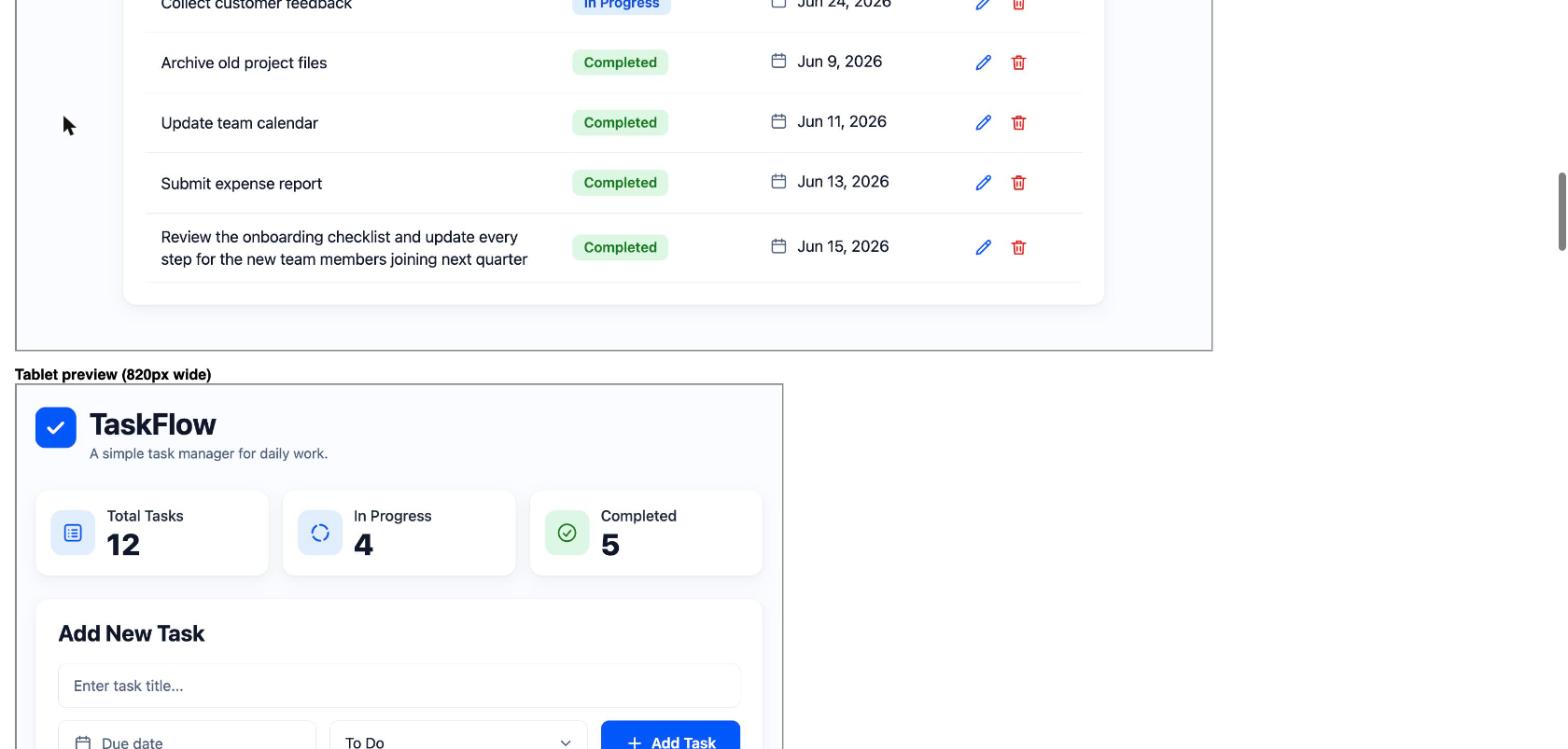 Collect customer feedback In Progress Jun 24, 2026
Archive old project files Completed Jun 9, 2026
Update team calendar Completed Jun 11, 2026
Submit expense report Completed Jun 13, 2026
Review the onboarding checklist and update every
step for the new team members joining next quarter Completed Jun 15, 2026
Tablet preview (820px wide)
TaskFlow
A simple task manager for daily work.
Total Tasks In Progress Completed
12 4 5
Add New Task
Enter task title...
Due date To Do Add Task